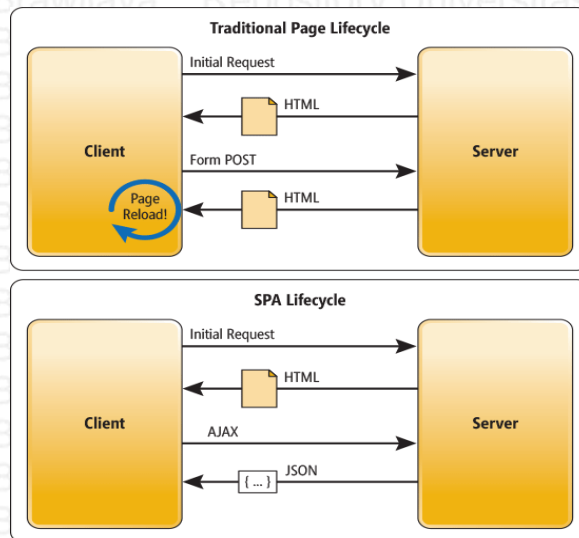 Traditional Page Lifecycle
Initial Request
HTML
Client
Server
Form POST
Page
Reload!
HTML
SPA Lifecycle
Initial Request
HTML
Client
Server
AJAX
JSON
{ ... }